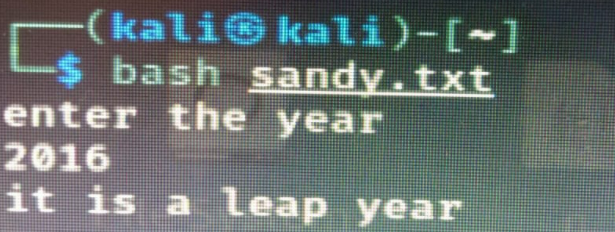 ┌──(kali㉿kali)-[~]
└─$ bash sandy.txt
enter the year
2016
it is a leap year